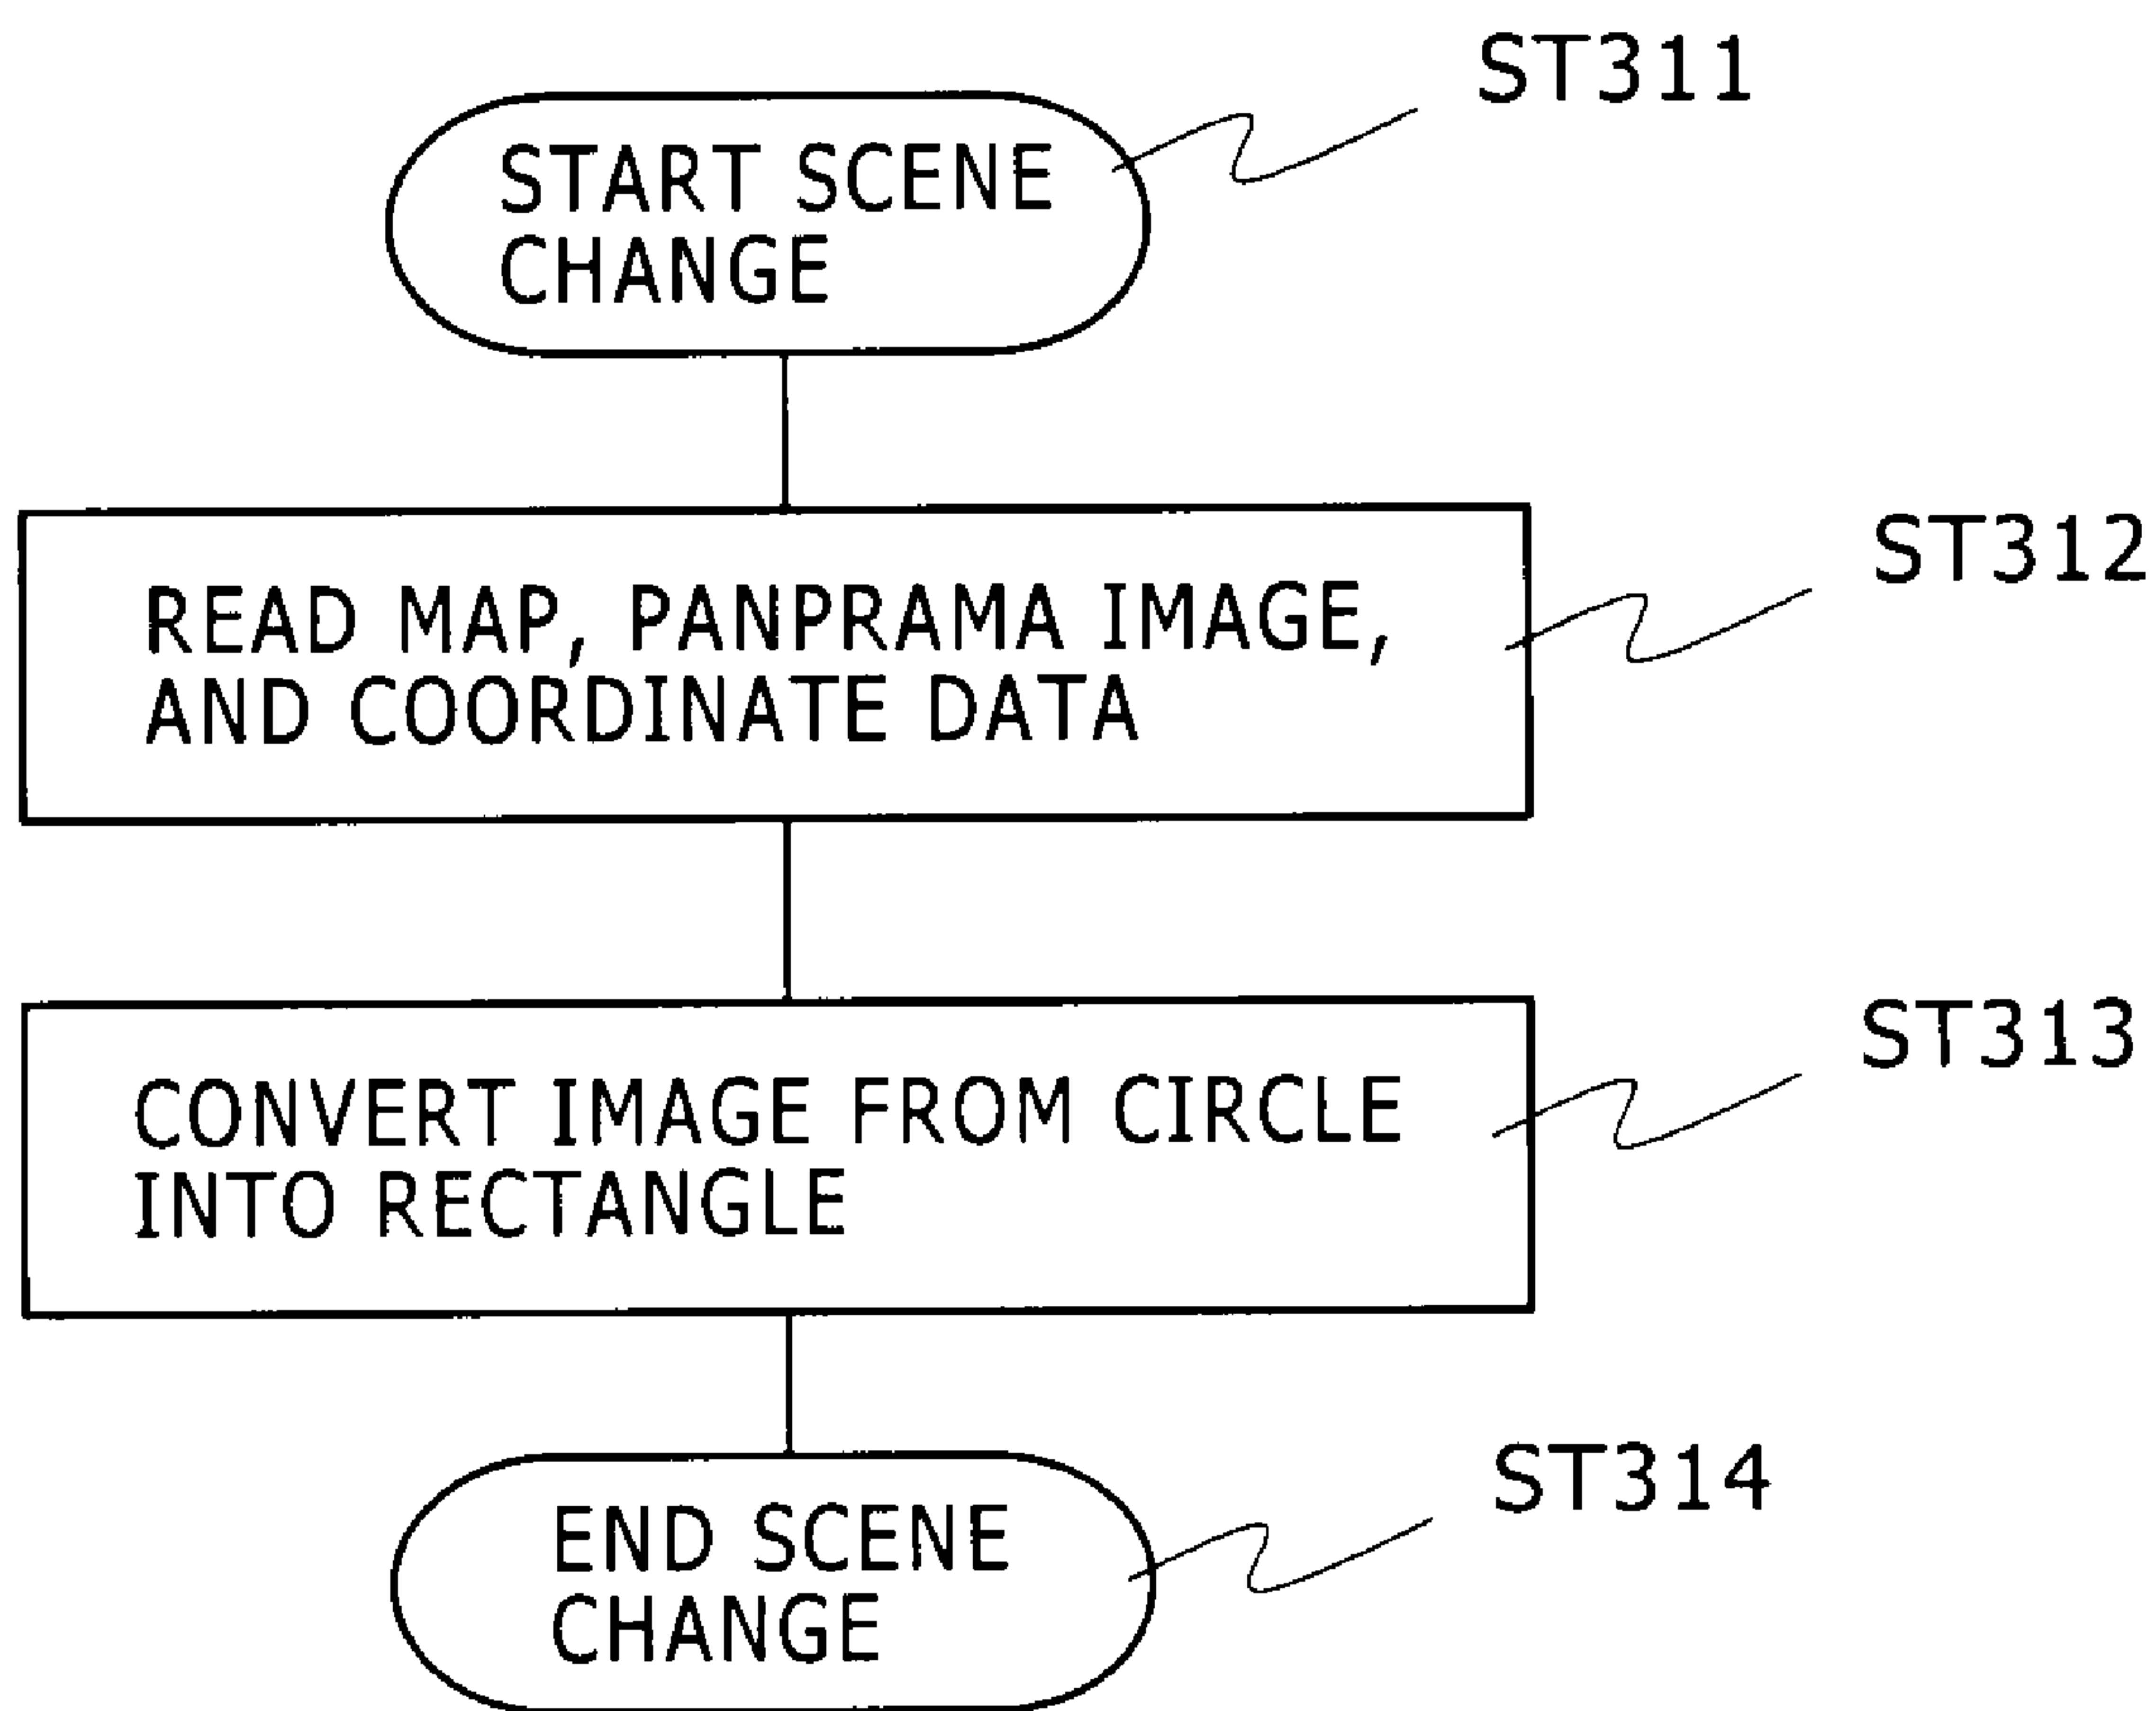 ST311
START SCENE
CHANGE
ST312
READ MAP, PANPRAMA IMAGE,
AND COORDINATE DATA
ST313
CONVERT IMAGE FROM CIRCLE
INTO RECTANGLE
ST314
END SCENE
CHANGE